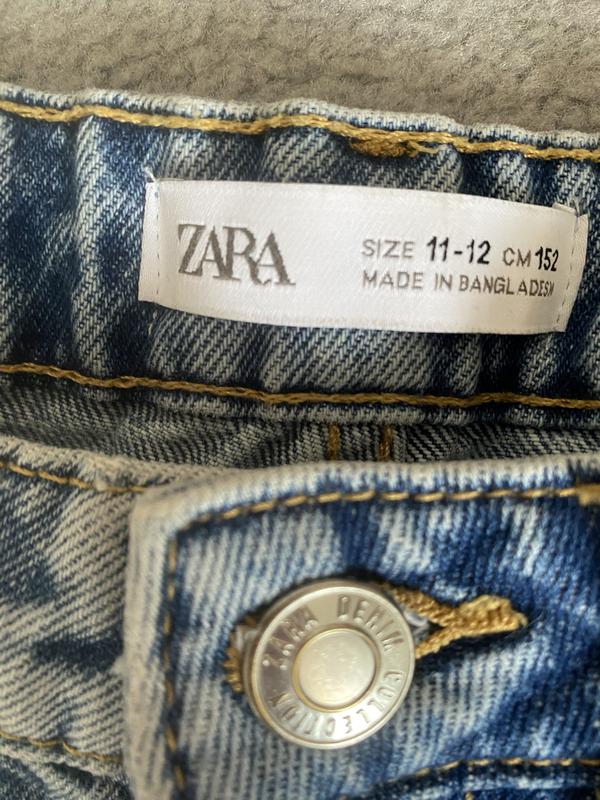 ZARA
SIZE 11-12 CM 152
MADE IN BANGLADESH
ZARA DENIM COLLECTION